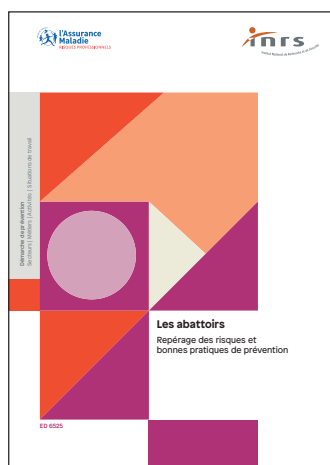 l'Assurance
Maladie
RISQUES PROFESSIONNELS
inrs
Démarche de prévention
Secteurs | Métiers | Activités | Situations de travail
Les abattoirs
Repérage des risques et
bonnes pratiques de prévention
ED 6525